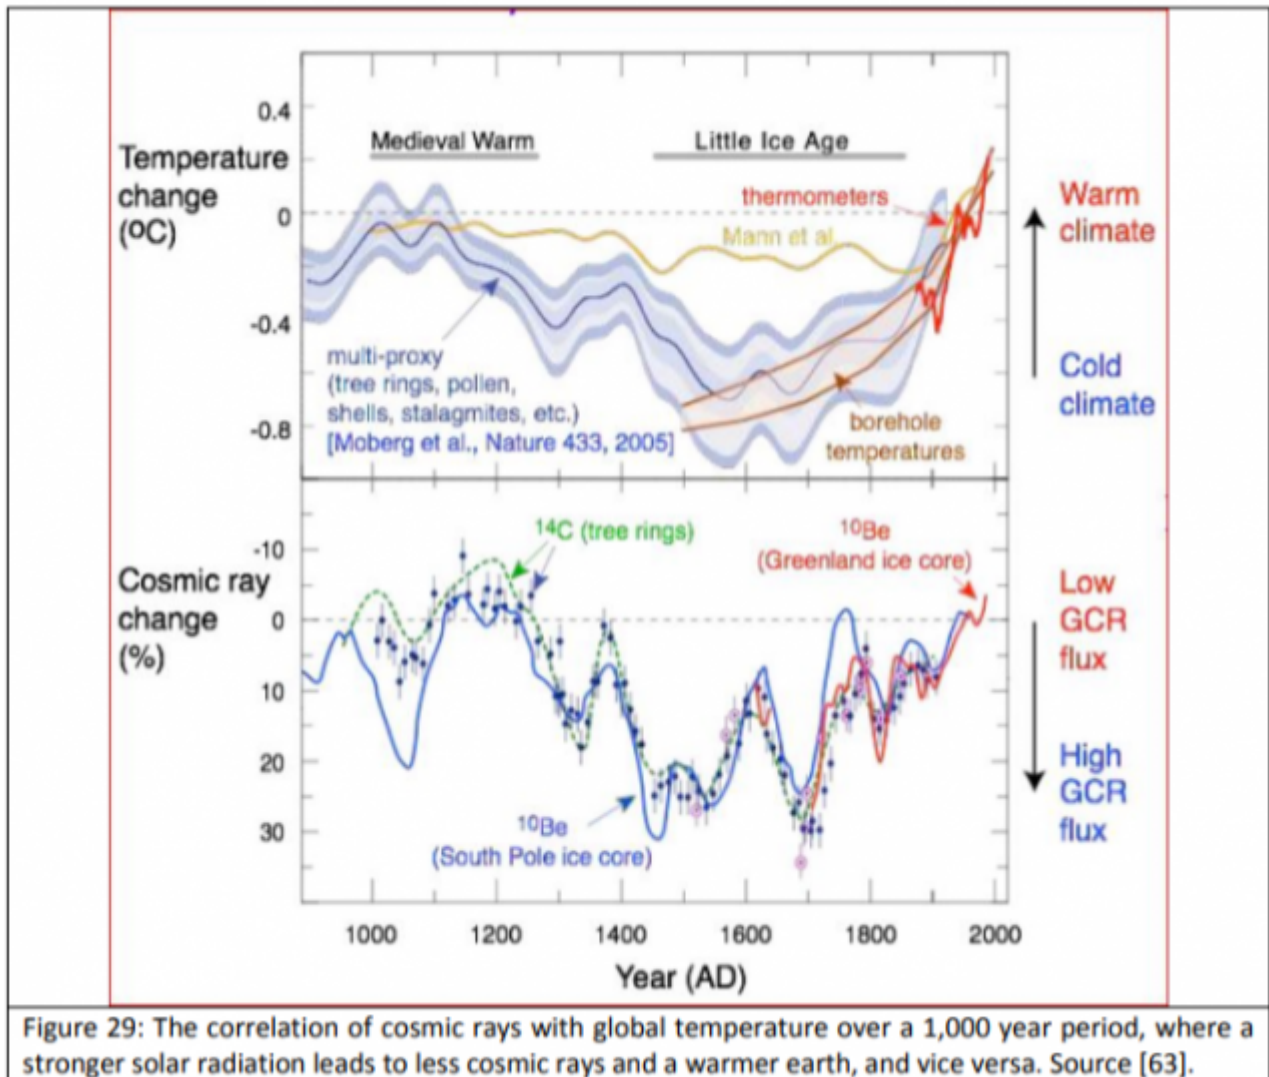 0.4
Medieval Warm
Little Ice Age
Temperature
change
(ºC)
0
-0.4
-0.8
thermometers
Mann et al.
Warm
climate
Cold
climate
multi-proxy
(tree rings, pollen,
shells, stalagmites, etc.)
[Moberg et al., Nature 433, 2005]
borehole
temperatures
14C (tree rings)
10Be
(Greenland ice core)
-10
Cosmic ray
change
(%)
0
10
20
30
Low
GCR
flux
High
GCR
flux
10Be
(South Pole ice core)
1000 1200 1400 1600 1800 2000
Year (AD)
Figure 29: The correlation of cosmic rays with global temperature over a 1,000 year period, where a
stronger solar radiation leads to less cosmic rays and a warmer earth, and vice versa. Source [63].